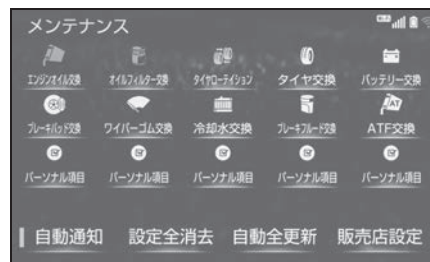 メンテナンス
エンジンオイル交換 オイルフィルター交換 タイヤローテイション タイヤ交換 バッテリー交換
ブレーキパッド交換 ワイパーゴム交換 冷却水交換 ブレーキフルード交換 ATF交換
パーソナル項目 パーソナル項目 パーソナル項目 パーソナル項目 パーソナル項目
自動通知 設定全消去 自動全更新 販売店設定